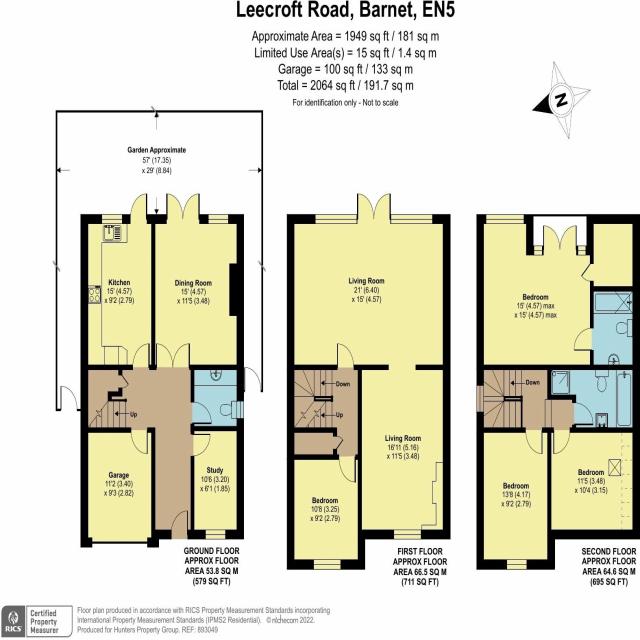 Leecroft Road, Barnet, EN5
Approximate Area = 1949 sq ft / 181 sq m
Limited Use Area(s) = 15 sq ft / 1.4 sq m
Garage = 100 sq ft / 133 sq m
Total = 2064 sq ft / 191.7 sq m
For identification only - Not to scale
N
Garden Approximate
57' (17.35)
x 29' (8.84)
Kitchen
15' (4.57)
x 9'2 (2.79)
Dining Room
15' (4.57)
x 11'5 (3.48)
Up
Garage
11'2 (3.40)
x 9'3 (2.82)
Study
10'6 (3.20)
x 6'1 (1.85)
GROUND FLOOR
APPROX FLOOR
AREA 53.8 SQ M
(579 SQ FT)
Living Room
21' (6.40)
x 15' (4.57)
Down
Up
Living Room
16'11 (5.16)
x 11'5 (3.48)
Bedroom
10'8 (3.25)
x 9'2 (2.79)
FIRST FLOOR
APPROX FLOOR
AREA 66.5 SQ M
(711 SQ FT)
Bedroom
15' (4.57) max
x 15' (4.57) max
Down
Bedroom
13'8 (4.17)
x 9'2 (2.79)
Bedroom
11'5 (3.48)
x 10'4 (3.15)
SECOND FLOOR
APPROX FLOOR
AREA 64.6 SQ M
(695 SQ FT)
RICS
Certified
Property
Measurer
Floor plan produced in accordance with RICS Property Measurement Standards incorporating
International Property Measurement Standards (IPMS2 Residential). © nichecom 2022.
Produced for Hunters Property Group. REF: 893049